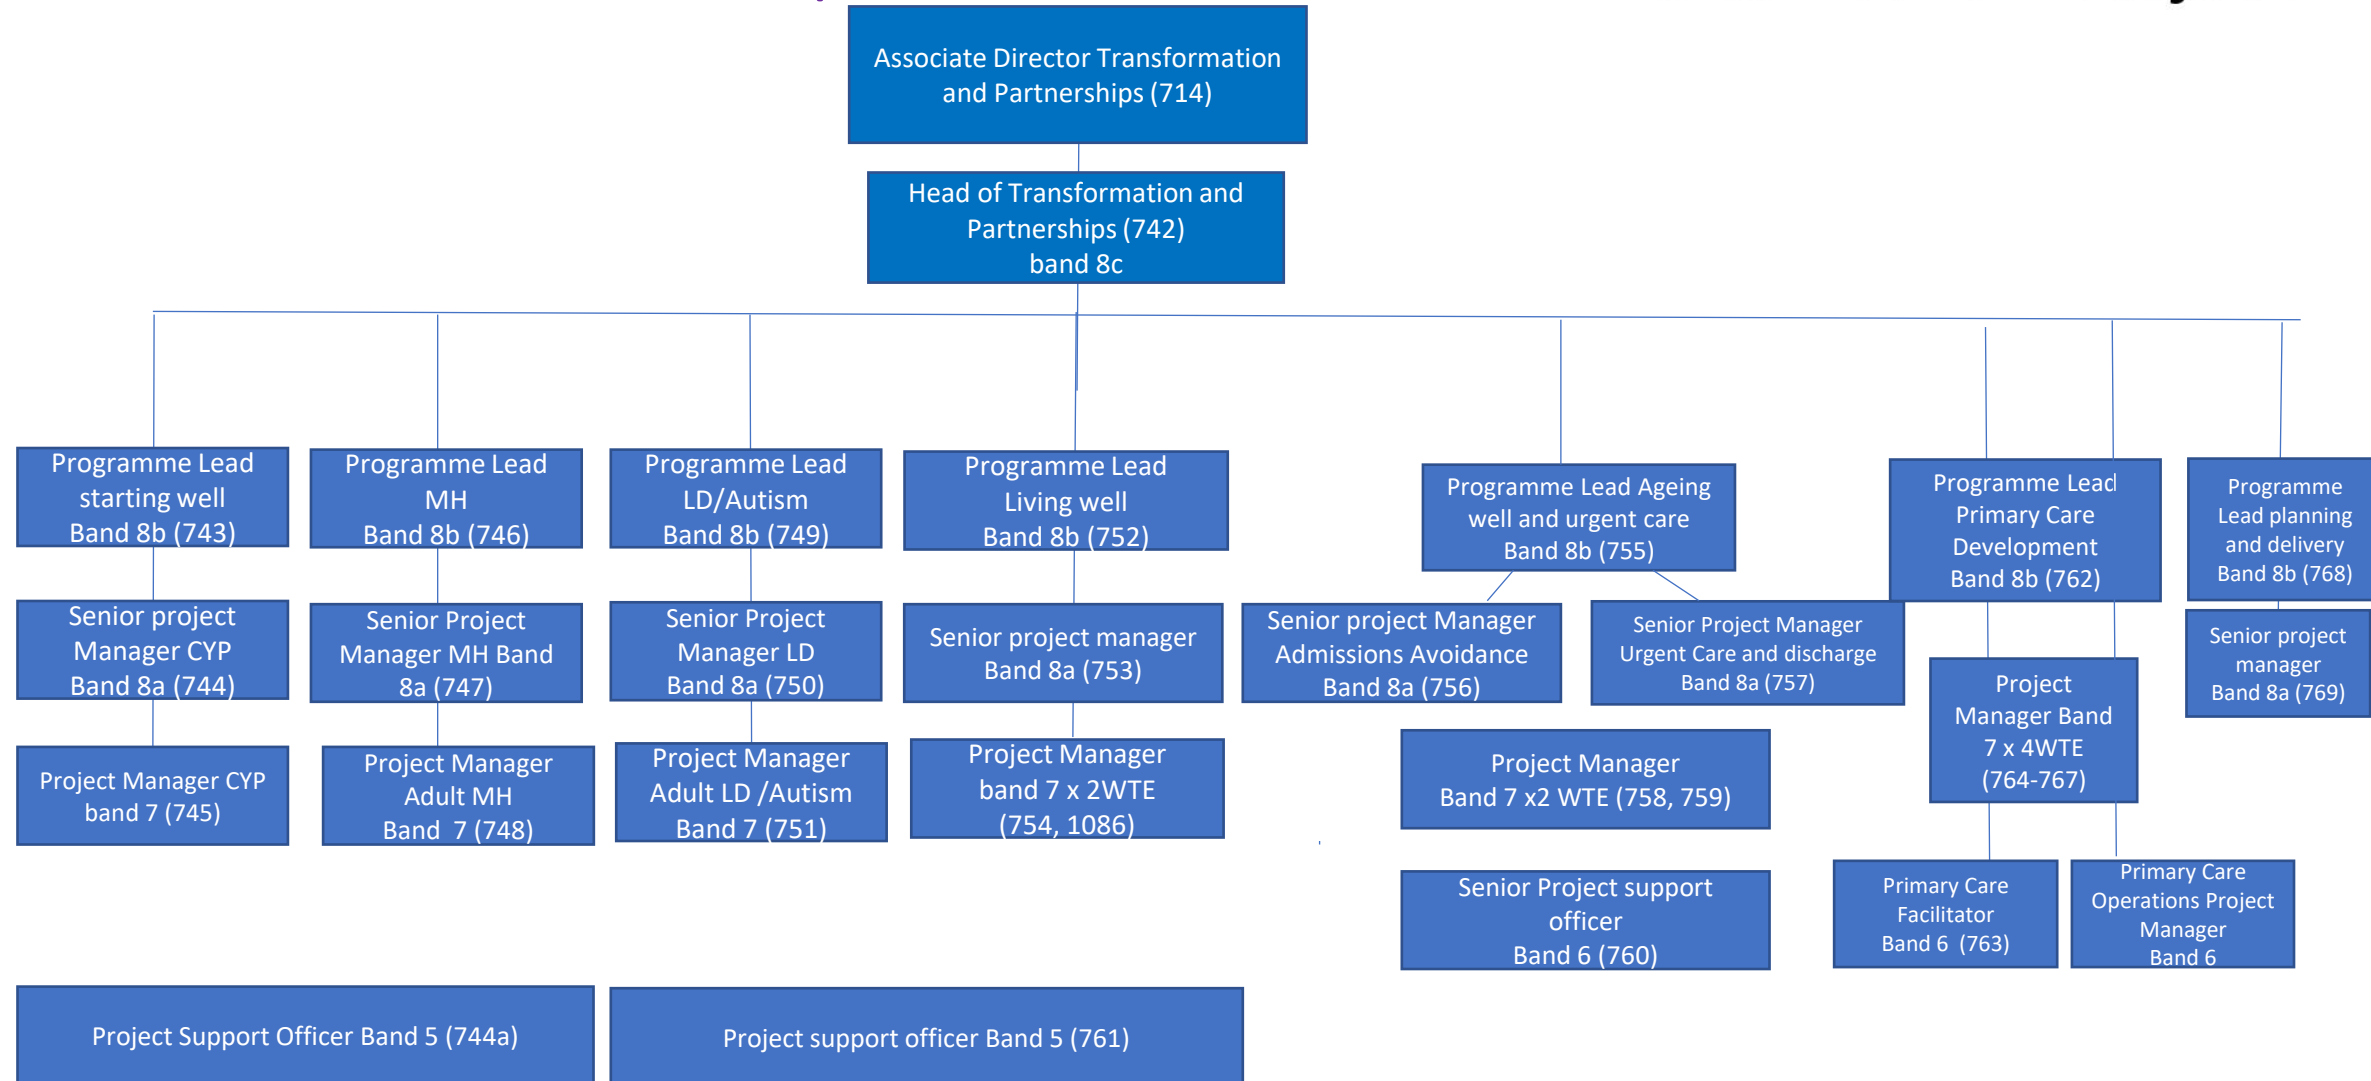 Associate Director Transformation
and Partnerships (714)
Head of Transformation and
Partnerships (742)
band 8c
Programme Lead
starting well
Band 8b (743)
Programme Lead
MH
Band 8b (746)
Programme Lead
LD/Autism
Band 8b (749)
Programme Lead
Living well
Band 8b (752)
Programme Lead Ageing
well and urgent care
Band 8b (755)
Programme Lead
Primary Care
Development
Band 8b (762)
Programme
Lead planning
and delivery
Band 8b (768)
Senior project
Manager CYP
Band 8a (744)
Senior Project
Manager MH Band
8a (747)
Senior Project
Manager LD
Band 8a (750)
Senior project manager
Band 8a (753)
Senior project Manager
Admissions Avoidance
Band 8a (756)
Senior Project Manager
Urgent Care and discharge
Band 8a (757)
Project
Manager Band
7 x 4WTE
(764-767)
Senior project
manager
Band 8a (769)
Project Manager CYP
band 7 (745)
Project Manager
Adult MH
Band 7 (748)
Project Manager
Adult LD /Autism
Band 7 (751)
Project Manager
band 7 x 2WTE
(754, 1086)
Project Manager
Band 7 x2 WTE (758, 759)
Senior Project support
officer
Band 6 (760)
Primary Care
Facilitator
Band 6 (763)
Primary Care
Operations Project
Manager
Band 6
Project Support Officer Band 5 (744a)
Project support officer Band 5 (761)